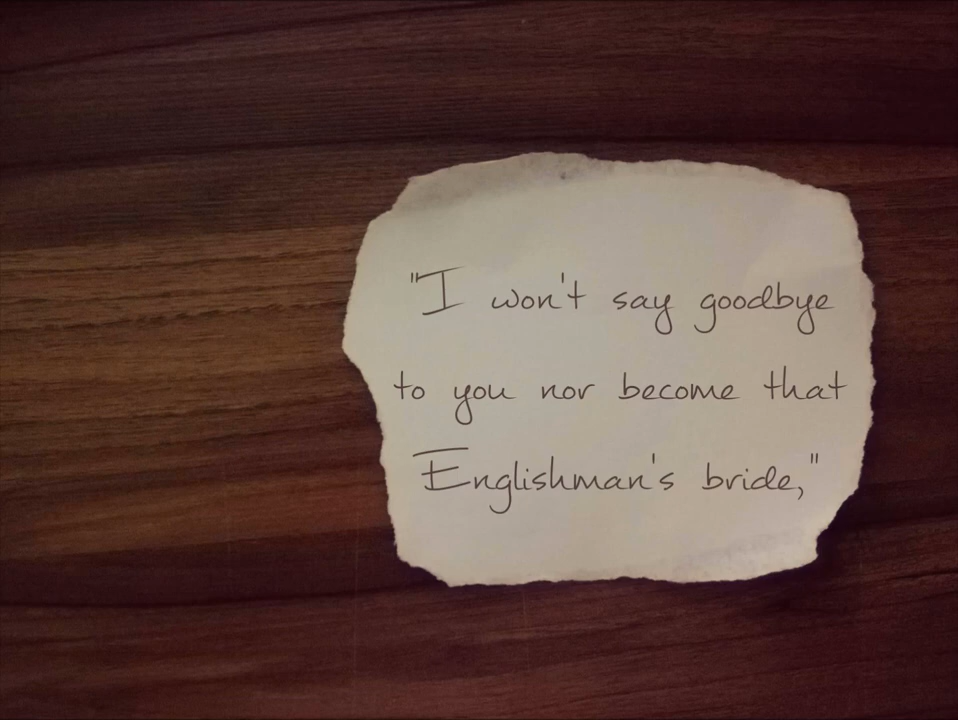 "I won't say goodbye
to you nor become that
Englishman's bride,"